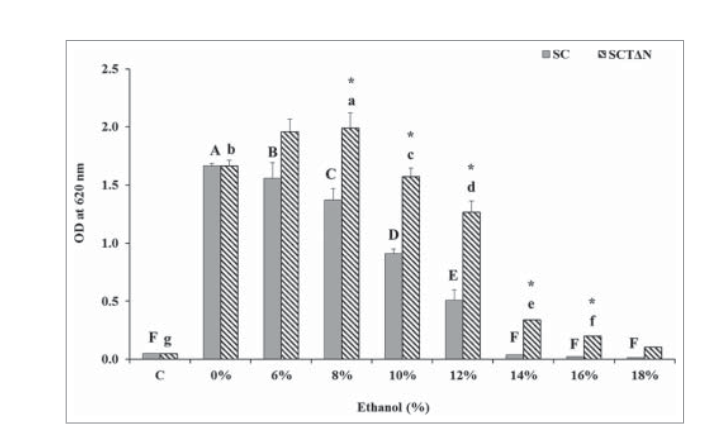 SC SCTΔN
2.5
*
a
2.0
A b B
*
c
C
*
d
1.5
OD at 620 nm
D
1.0
E
*
e
*
f
0.5
F g F F F
0.0
C 0% 6% 8% 10% 12% 14% 16% 18%
Ethanol (%)